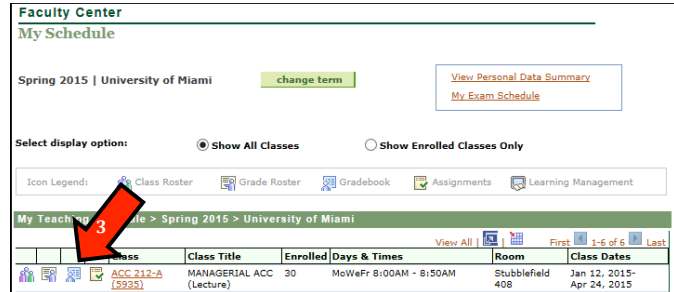 Faculty Center
My Schedule
Spring 2015 | University of Miami
change term
View Personal Data Summary
My Exam Schedule
Select display option:
Show All Classes
Show Enrolled Classes Only
Icon Legend: Class Roster Grade Roster Gradebook Assignments Learning Management
3
My Teaching > Spring 2015 > University of Miami
View All | | First 1-6 of 6 Last
Class Title Enrolled Days & Times Room Class Dates
ACC 212-A (5935) MANAGERIAL ACC (Lecture) 30 MoWeFr 8:00AM - 8:50AM Stubblefield 408 Jan 12, 2015- Apr 24, 2015